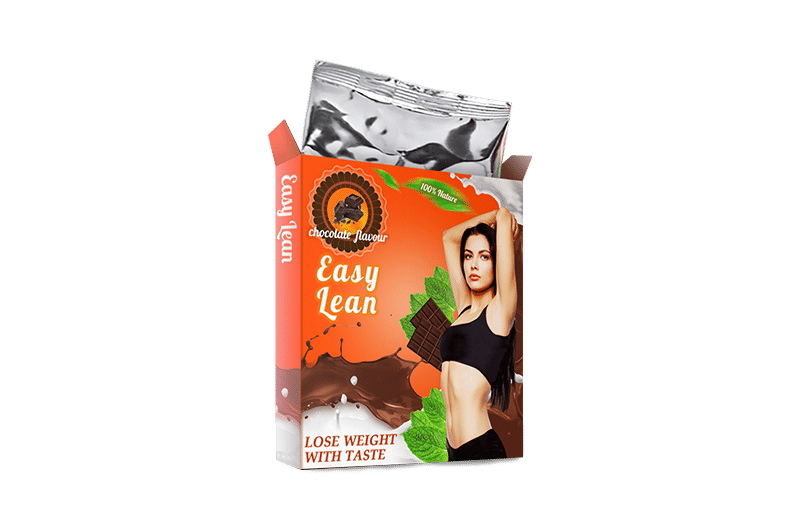 Easy Lean
100% Nature
chocolate flavour
Easy
Lean
LOSE WEIGHT
WITH TASTE